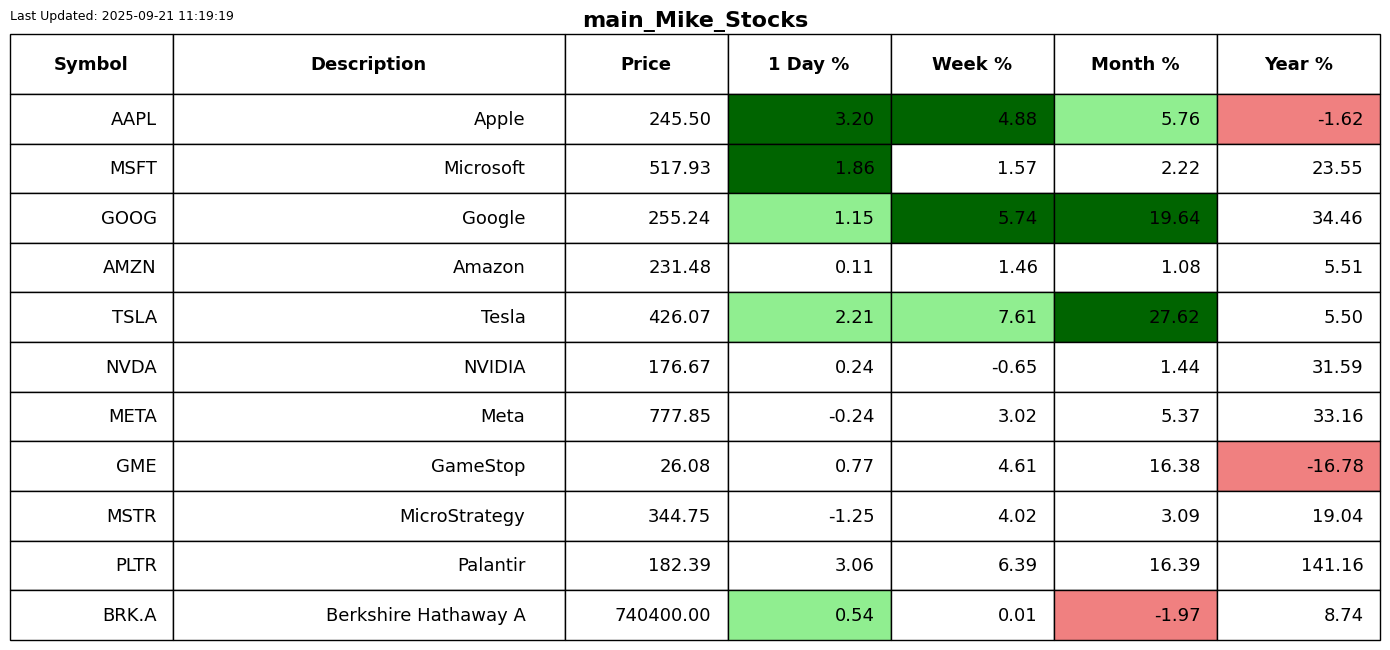 Last Updated: 2025-09-21 11:19:19
main_Mike_Stocks
Symbol Description Price 1 Day % Week % Month % Year %
AAPL Apple 245.50 3.20 4.88 5.76 -1.62
MSFT Microsoft 517.93 1.86 1.57 2.22 23.55
GOOG Google 255.24 1.15 5.74 19.64 34.46
AMZN Amazon 231.48 0.11 1.46 1.08 5.51
TSLA Tesla 426.07 2.21 7.61 27.62 5.50
NVDA NVIDIA 176.67 0.24 -0.65 1.44 31.59
META Meta 777.85 -0.24 3.02 5.37 33.16
GME GameStop 26.08 0.77 4.61 16.38 -16.78
MSTR MicroStrategy 344.75 -1.25 4.02 3.09 19.04
PLTR Palantir 182.39 3.06 6.39 16.39 141.16
BRK.A Berkshire Hathaway A 740400.00 0.54 0.01 -1.97 8.74